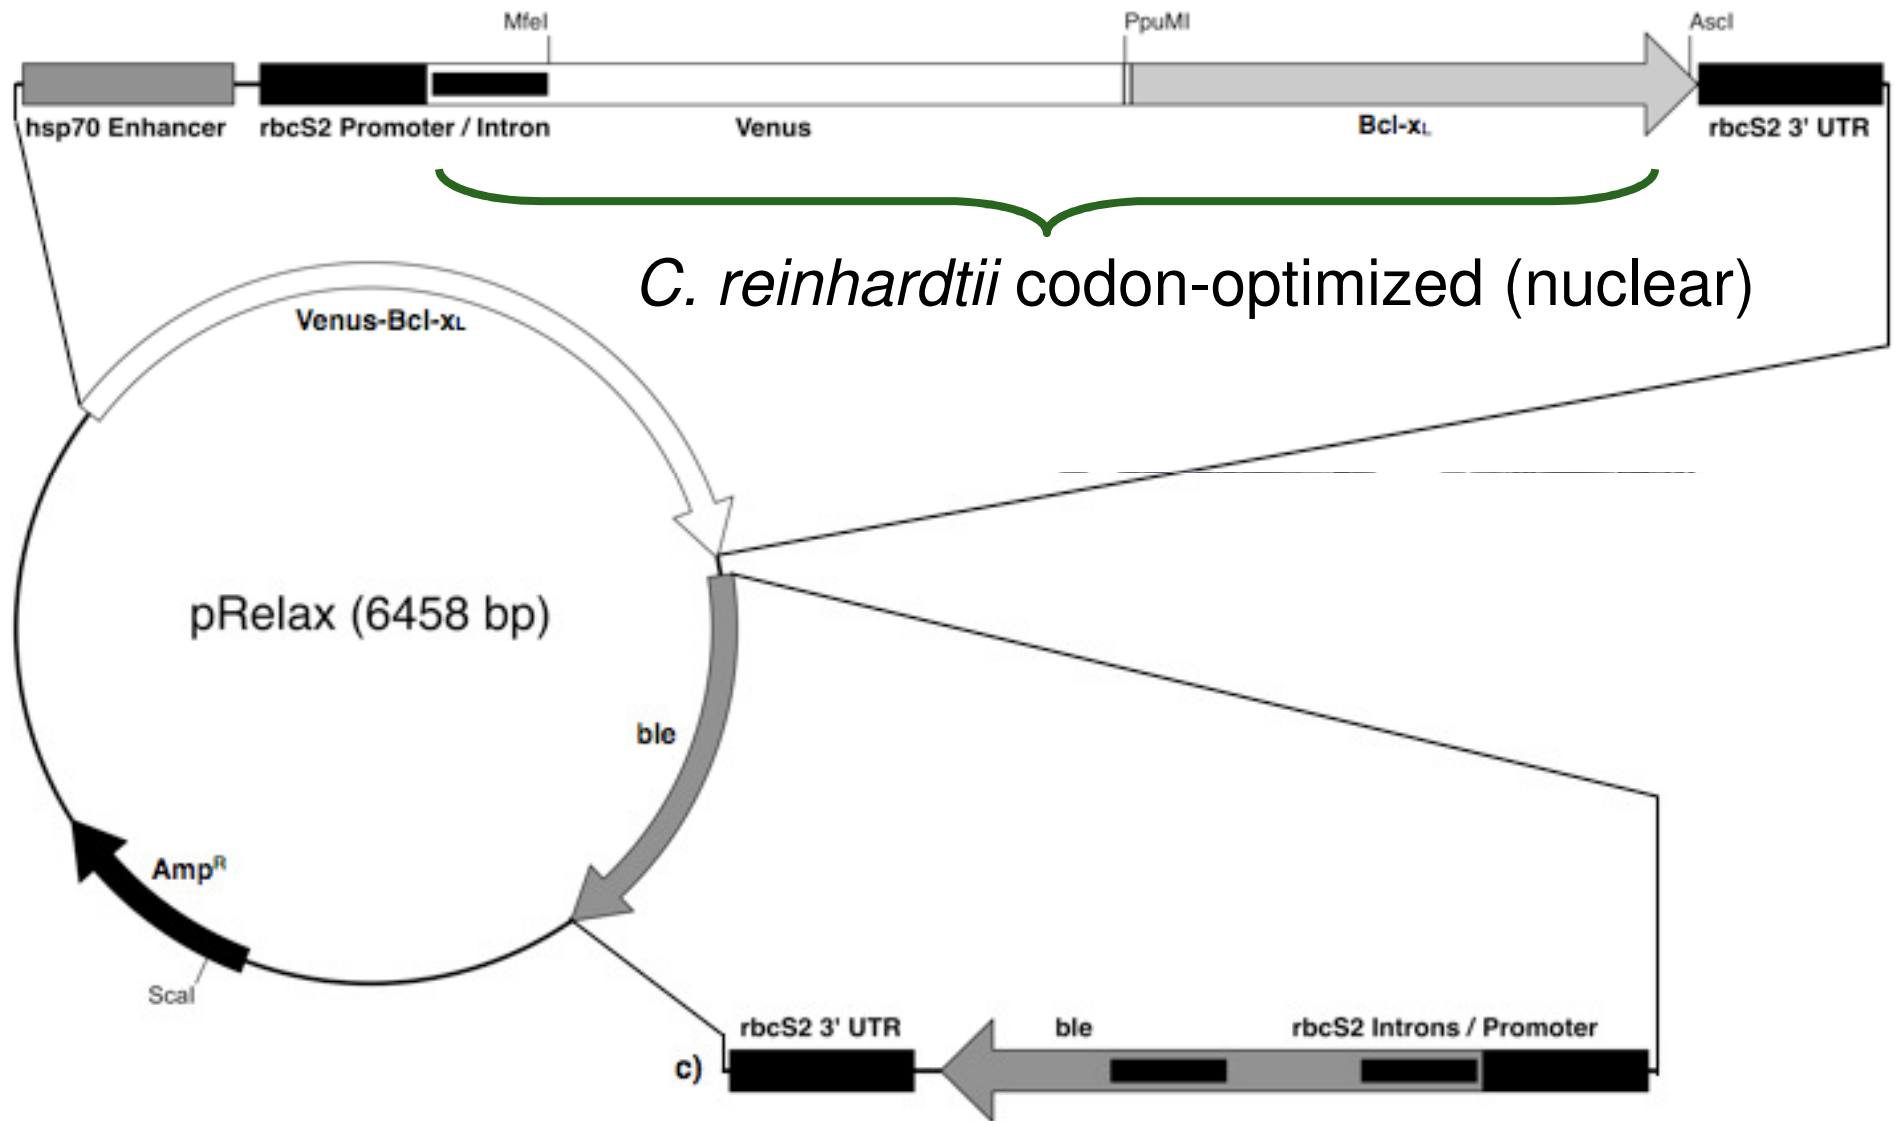 MfeI PpuMI AscI
hsp70 Enhancer rbcS2 Promoter / Intron Venus Bcl-xL rbcS2 3' UTR
C. reinhardtii codon-optimized (nuclear)
Venus-Bcl-xL
pRelax (6458 bp)
ble
AmpR
ScaI
rbcS2 3' UTR ble rbcS2 Introns / Promoter
c)